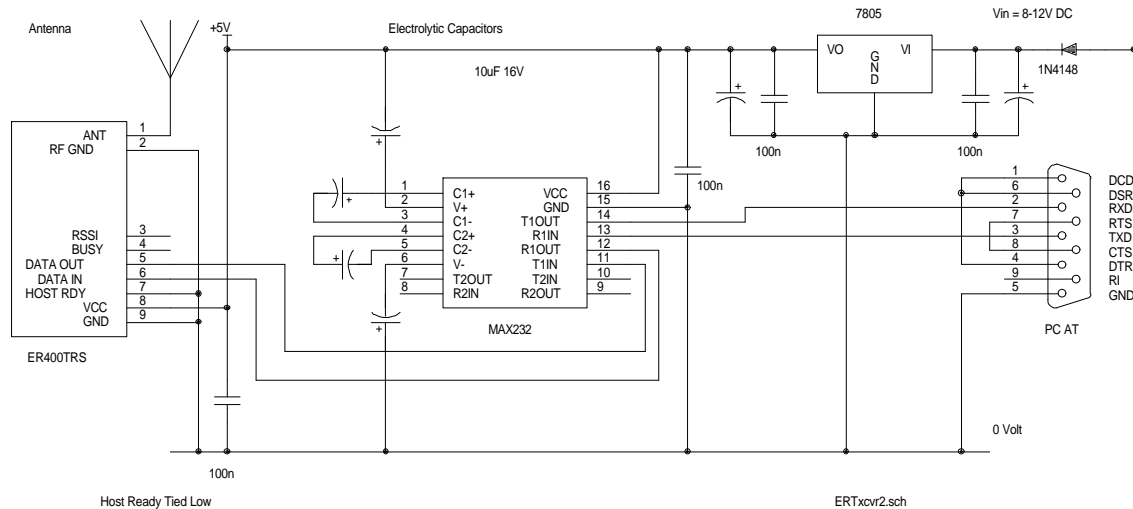 Antenna
+5V
Electrolytic Capacitors
10uF 16V
7805
Vin = 8-12V DC
VO
VI
GND
1N4148
+
+
100n
100n
ANT
RF GND
RSSI
BUSY
DATA OUT
DATA IN
HOST RDY
VCC
GND
1
2
3
4
5
6
7
8
9
ER400TRS
+
+
+
+
1
2
3
4
5
6
7
8
C1+
V+
C1-
C2+
C2-
V-
T2OUT
R2IN
VCC
GND
T1OUT
R1IN
R1OUT
T1IN
T2IN
R2OUT
16
15
14
13
12
11
10
9
MAX232
100n
1
6
2
7
3
8
4
9
5
DCD
DSR
RXD
RTS
TXD
CTS
DTR
RI
GND
PC AT
0 Volt
100n
Host Ready Tied Low
ERTxcvr2.sch